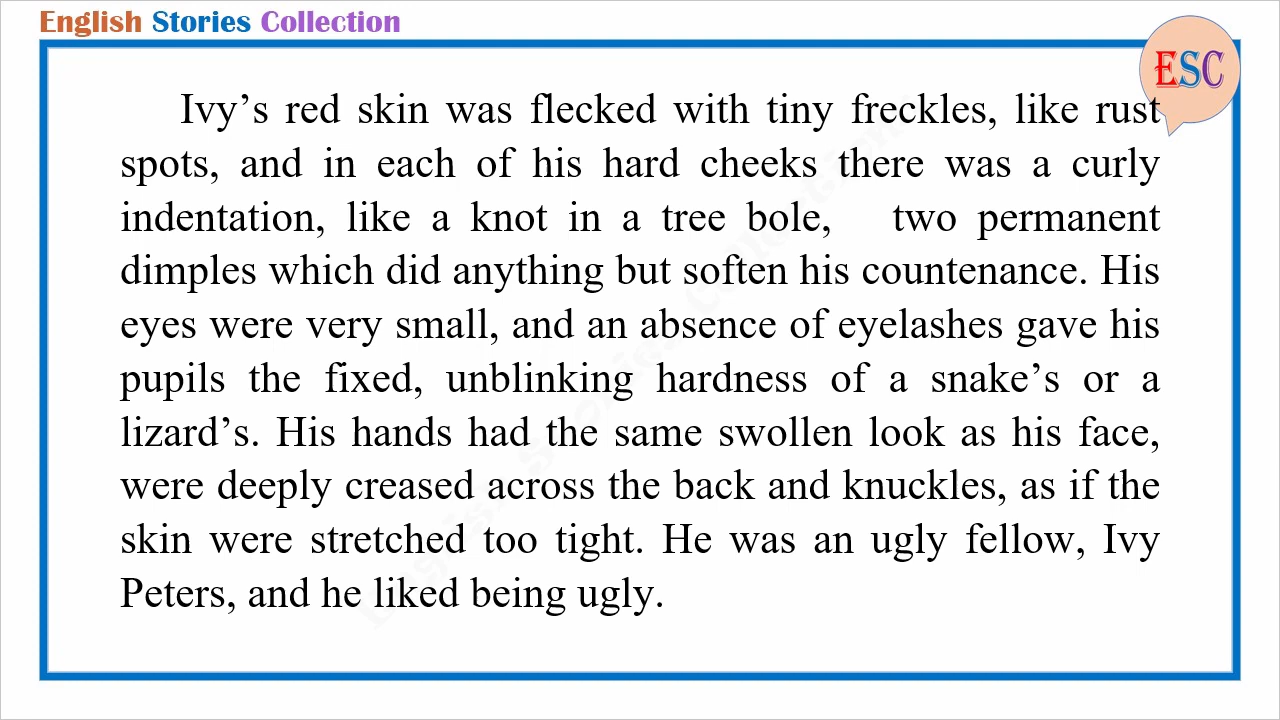 English Stories Collection
ESC
Ivy’s red skin was flecked with tiny freckles, like rust
spots, and in each of his hard cheeks there was a curly
indentation, like a knot in a tree bole, two permanent
dimples which did anything but soften his countenance. His
eyes were very small, and an absence of eyelashes gave his
pupils the fixed, unblinking hardness of a snake’s or a
lizard’s. His hands had the same swollen look as his face,
were deeply creased across the back and knuckles, as if the
skin were stretched too tight. He was an ugly fellow, Ivy
Peters, and he liked being ugly.